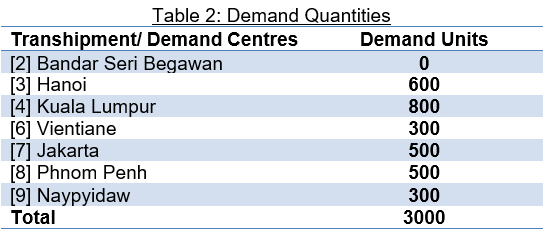 Table 2: Demand Quantities
Transhipment/ Demand Centres Demand Units
[2] Bandar Seri Begawan 0
[3] Hanoi 600
[4] Kuala Lumpur 800
[6] Vientiane 300
[7] Jakarta 500
[8] Phnom Penh 500
[9] Naypyidaw 300
Total 3000